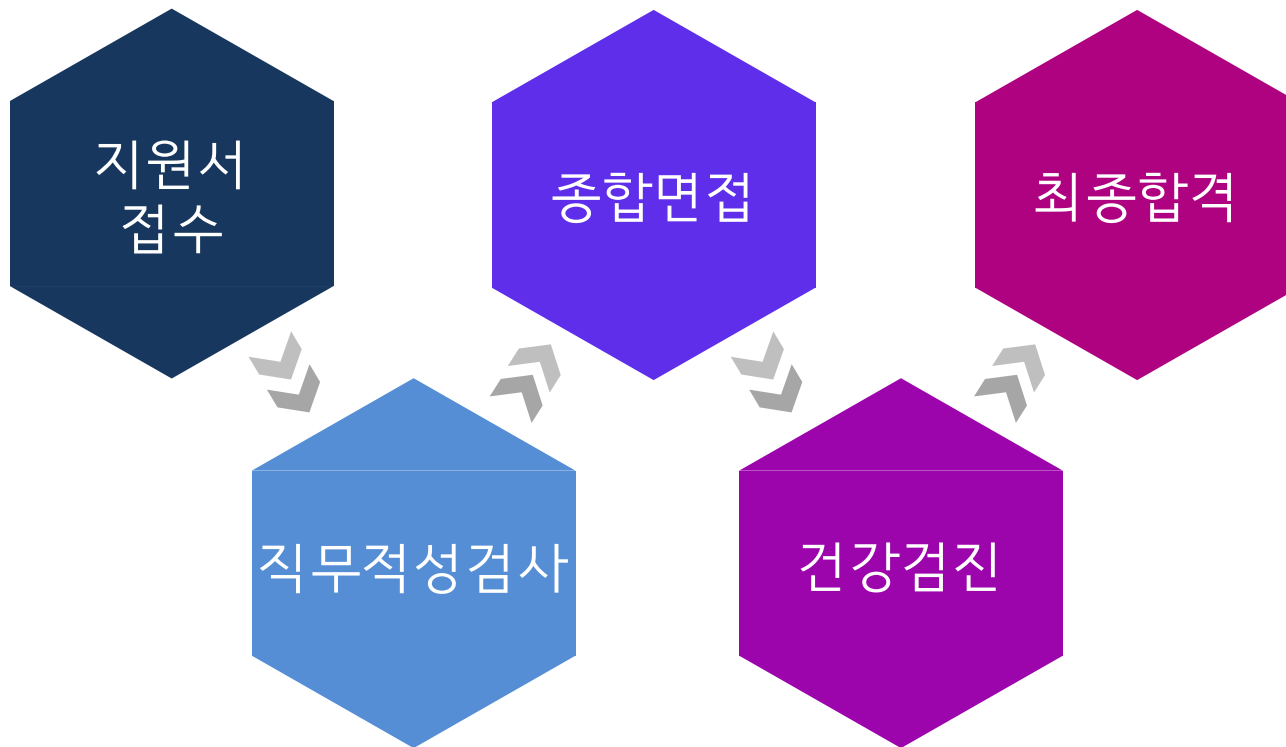 지원서
접수
직무적성검사
종합면접
건강검진
최종합격